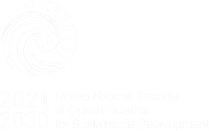 2021
2030
United Nations Decade
of Ocean Science
for Sustainable Development